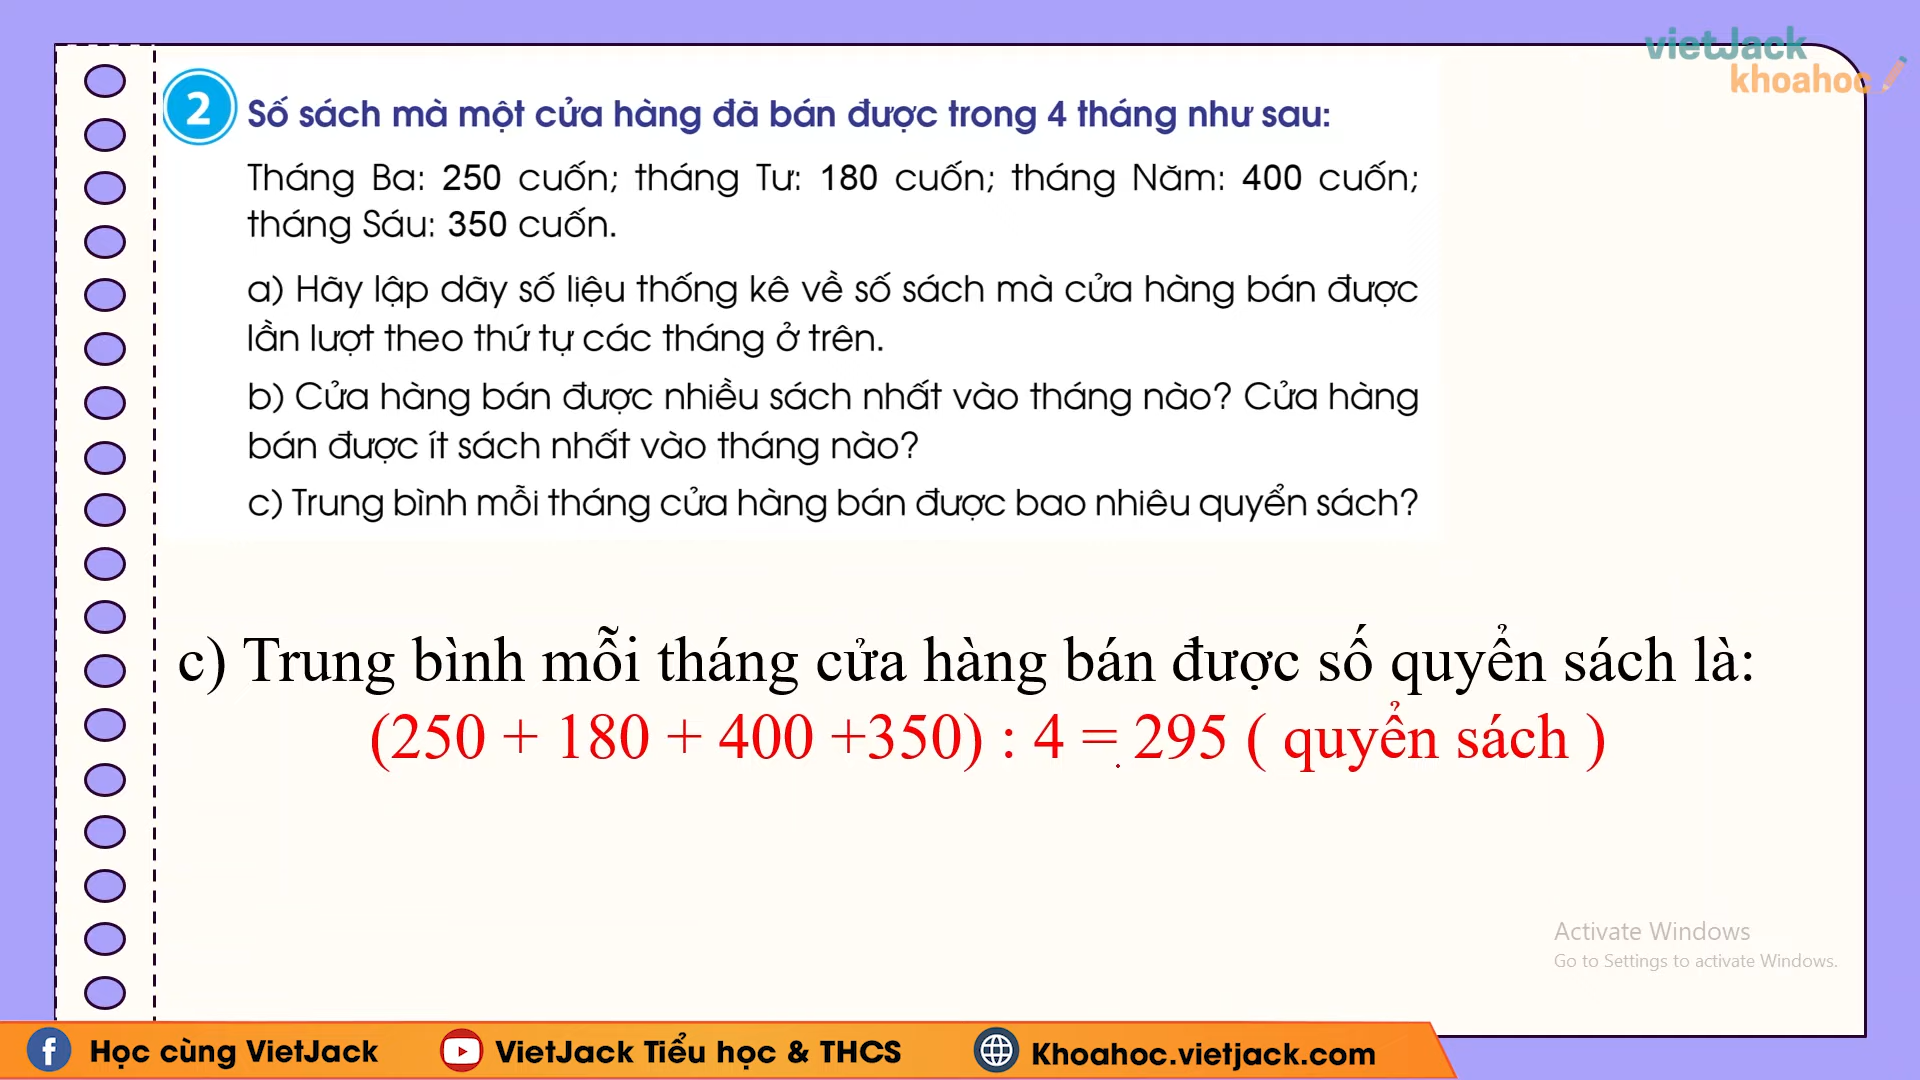 vietJack
khoahoc
2 Số sách mà một cửa hàng đã bán được trong 4 tháng như sau:
Tháng Ba: 250 cuốn; tháng Tư: 180 cuốn; tháng Năm: 400 cuốn;
tháng Sáu: 350 cuốn.
a) Hãy lập dãy số liệu thống kê về số sách mà cửa hàng bán được
lần lượt theo thứ tự các tháng ở trên.
b) Cửa hàng bán được nhiều sách nhất vào tháng nào? Cửa hàng
bán được ít sách nhất vào tháng nào?
c) Trung bình mỗi tháng cửa hàng bán được bao nhiêu quyển sách?
c) Trung bình mỗi tháng cửa hàng bán được số quyển sách là:
(250 + 180 + 400 +350) : 4 = 295 ( quyển sách )
Activate Windows
Go to Settings to activate Windows.
Học cùng VietJack
VietJack Tiểu học & THCS
Khoahoc.vietjack.com